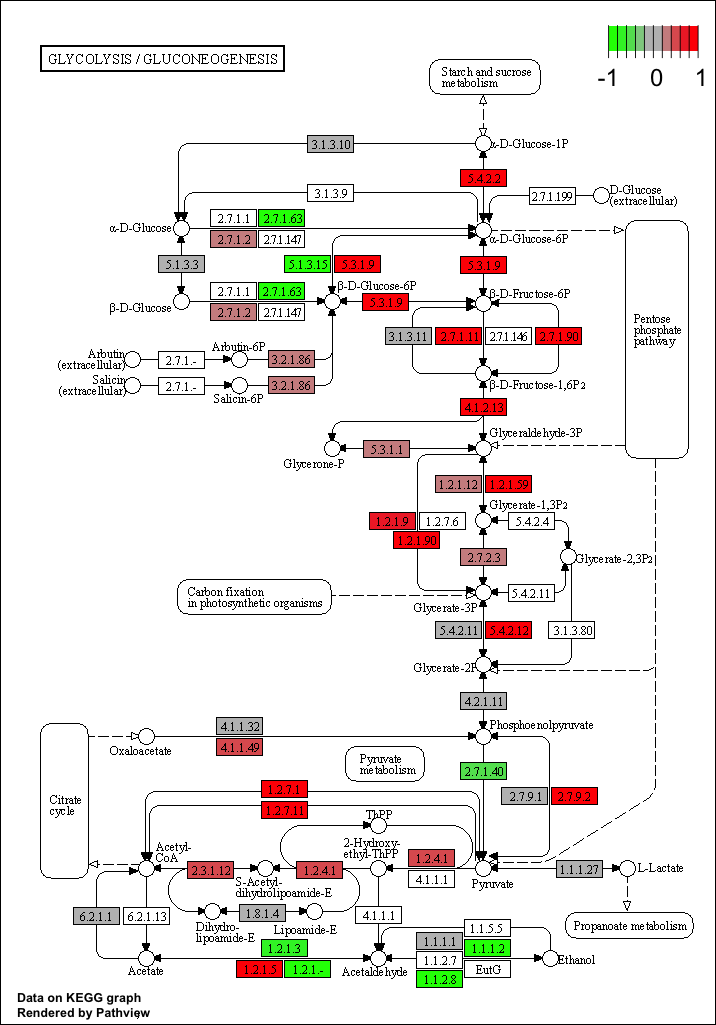 GLYCOLYSIS / GLUCONEOGENESIS
-1 0 1
Starch and sucrose
metabolism
3.1.3.10
α-D-Glucose-1P
5.4.2.2
3.1.3.9
2.7.1.199
D-Glucose
(extracellular)
α-D-Glucose
2.7.1.1
2.7.1.63
2.7.1.2
2.7.1.147
α-D-Glucose-6P
5.1.3.3
5.1.3.15
5.3.1.9
5.3.1.9
β-D-Glucose
2.7.1.1
2.7.1.63
2.7.1.2
2.7.1.147
β-D-Glucose-6P
5.3.1.9
β-D-Fructose-6P
Pentose
phosphate
pathway
3.1.3.11
2.7.1.11
2.7.1.146
2.7.1.90
Arbutin
(extracellular)
2.7.1.-
Arbutin-6P
3.2.1.86
Salicin
(extracellular)
2.7.1.-
Salicin-6P
3.2.1.86
β-D-Fructose-1,6P2
4.1.2.13
Glyceraldehyde-3P
Glycerone-P
5.3.1.1
1.2.1.12
1.2.1.59
Glycerate-1,3P2
1.2.1.9
1.2.7.6
5.4.2.4
1.2.1.90
2.7.2.3
Glycerate-2,3P2
Carbon fixation
in photosynthetic organisms
5.4.2.11
Glycerate-3P
5.4.2.11
5.4.2.12
3.1.3.80
Glycerate-2P
4.2.1.11
4.1.1.32
Phosphoenolpyruvate
Oxaloacetate
4.1.1.49
Pyruvate
metabolism
2.7.1.40
Citrate
cycle
1.2.7.1
2.7.9.1
2.7.9.2
1.2.7.11
ThPP
Acetyl-
CoA
2-Hydroxy-
ethyl-ThPP
2.3.1.12
1.2.4.1
1.2.4.1
4.1.1.1
S-Acetyl-
dihydrolipoamide-E
Pyruvate
1.1.1.27
L-Lactate
6.2.1.1
6.2.1.13
1.8.1.4
Dihydro-
lipoamide-E
Lipoamide-E
4.1.1.1
Propanoate metabolism
1.1.5.5
1.2.1.3
1.1.1.1
1.1.1.2
Acetate
1.2.1.5
1.2.1.-
Acetaldehyde
1.1.2.7
EutG
1.1.2.8
Ethanol
Data on KEGG graph
Rendered by Pathview